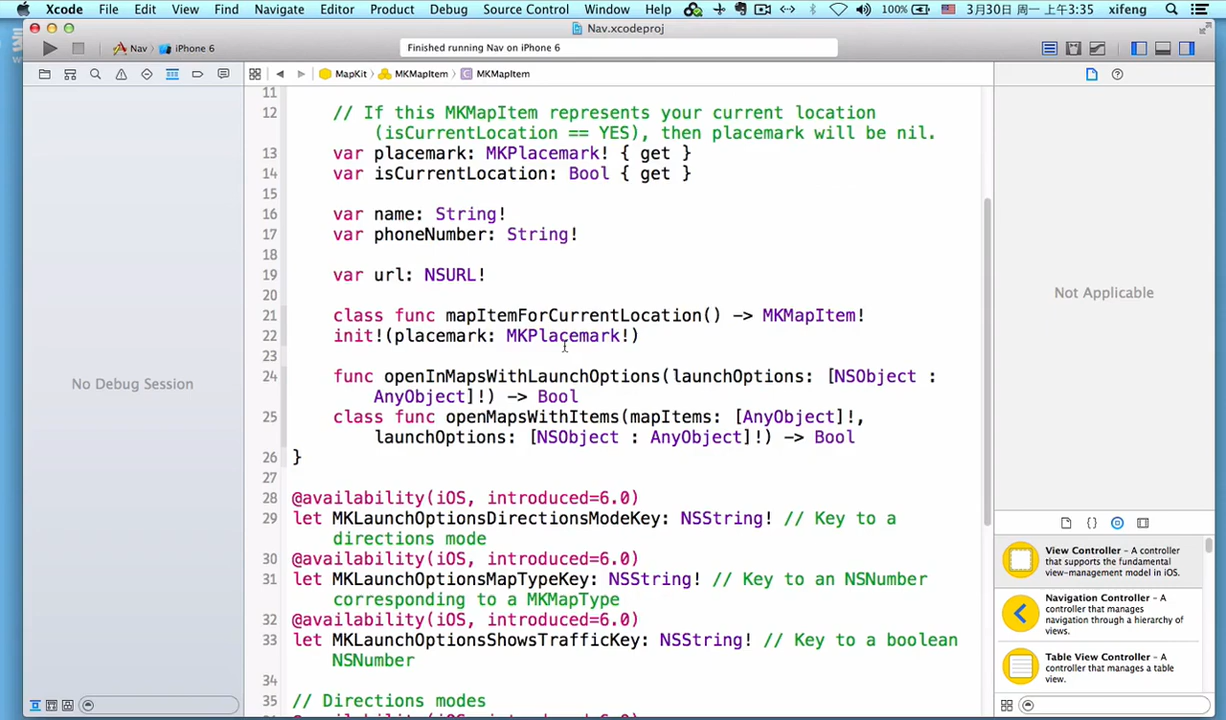 Xcode File Edit View Find Navigate Editor Product Debug Source Control Window Help 100% 3月30日 周一 上午3:35 xifeng
Nav.xcodeproj
Nav iPhone 6 Finished running Nav on iPhone 6
MapKit MKMapItem MKMapItem
11
12 // If this MKMapItem represents your current location
(isCurrentLocation == YES), then placemark will be nil.
13 var placemark: MKPlacemark! { get }
14 var isCurrentLocation: Bool { get }
15
16 var name: String!
17 var phoneNumber: String!
18
19 var url: NSURL!
20
21 class func mapItemForCurrentLocation() -> MKMapItem!
22 init!(placemark: MKPlacemark!)
23
24 func openInMapsWithLaunchOptions(launchOptions: [NSObject :
AnyObject]!) -> Bool
25 class func openMapsWithItems(mapItems: [AnyObject]!,
launchOptions: [NSObject : AnyObject]!) -> Bool
26 }
27
28 @availability(iOS, introduced=6.0)
29 let MKLaunchOptionsDirectionsModeKey: NSString! // Key to a
directions mode
30 @availability(iOS, introduced=6.0)
31 let MKLaunchOptionsMapTypeKey: NSString! // Key to an NSNumber
corresponding to a MKMapType
32 @availability(iOS, introduced=6.0)
33 let MKLaunchOptionsShowsTrafficKey: NSString! // Key to a boolean
NSNumber
34
35 // Directions modes
No Debug Session
Not Applicable
View Controller - A controller
that supports the fundamental
view-management model in iOS.
Navigation Controller - A
controller that manages
navigation through a hierarchy of
views.
Table View Controller - A
controller that manages a table
view.